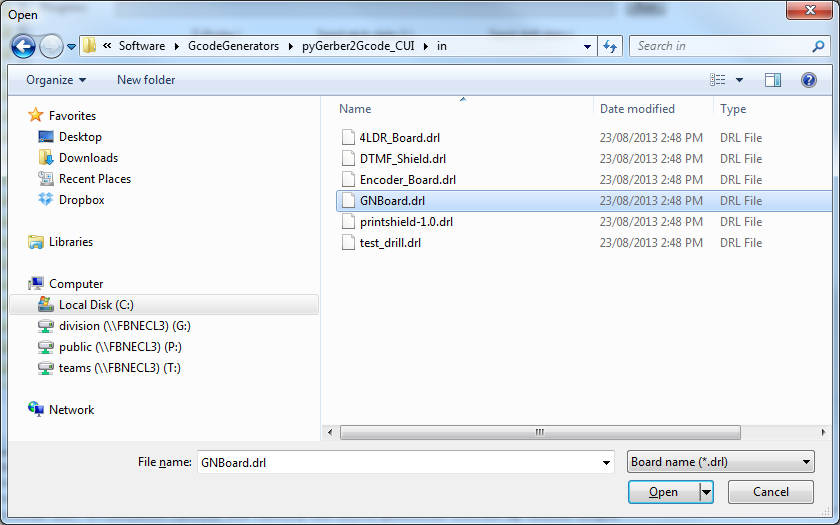 Open
« Software GcodeGenerators pyGerber2Gcode_CUI in Search in
Organize New folder
Name Date modified Type
Favorites
Desktop
Downloads
Recent Places
Dropbox
Libraries
Computer
Local Disk (C:)
division (\\FBNECL3) (G:)
public (\\FBNECL3) (P:)
teams (\\FBNECL3) (T:)
Network
4LDR_Board.drl 23/08/2013 2:48 PM DRL File
DTMF_Shield.drl 23/08/2013 2:48 PM DRL File
Encoder_Board.drl 23/08/2013 2:48 PM DRL File
GNBoard.drl 23/08/2013 2:48 PM DRL File
printshield-1.0.drl 23/08/2013 2:48 PM DRL File
test_drill.drl 23/08/2013 2:48 PM DRL File
File name: GNBoard.drl Board name (*.drl)
Open Cancel